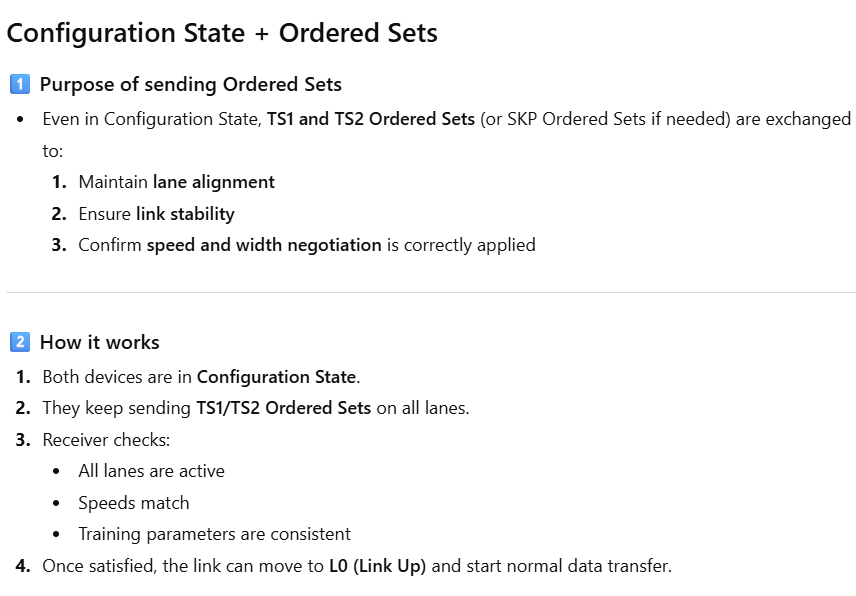 Configuration State + Ordered Sets
1 Purpose of sending Ordered Sets
• Even in Configuration State, TS1 and TS2 Ordered Sets (or SKP Ordered Sets if needed) are exchanged
to:
1. Maintain lane alignment
2. Ensure link stability
3. Confirm speed and width negotiation is correctly applied
2 How it works
1. Both devices are in Configuration State.
2. They keep sending TS1/TS2 Ordered Sets on all lanes.
3. Receiver checks:
• All lanes are active
• Speeds match
• Training parameters are consistent
4. Once satisfied, the link can move to L0 (Link Up) and start normal data transfer.